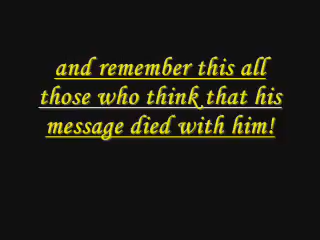 and remember this all
those who think that his
message died with him!